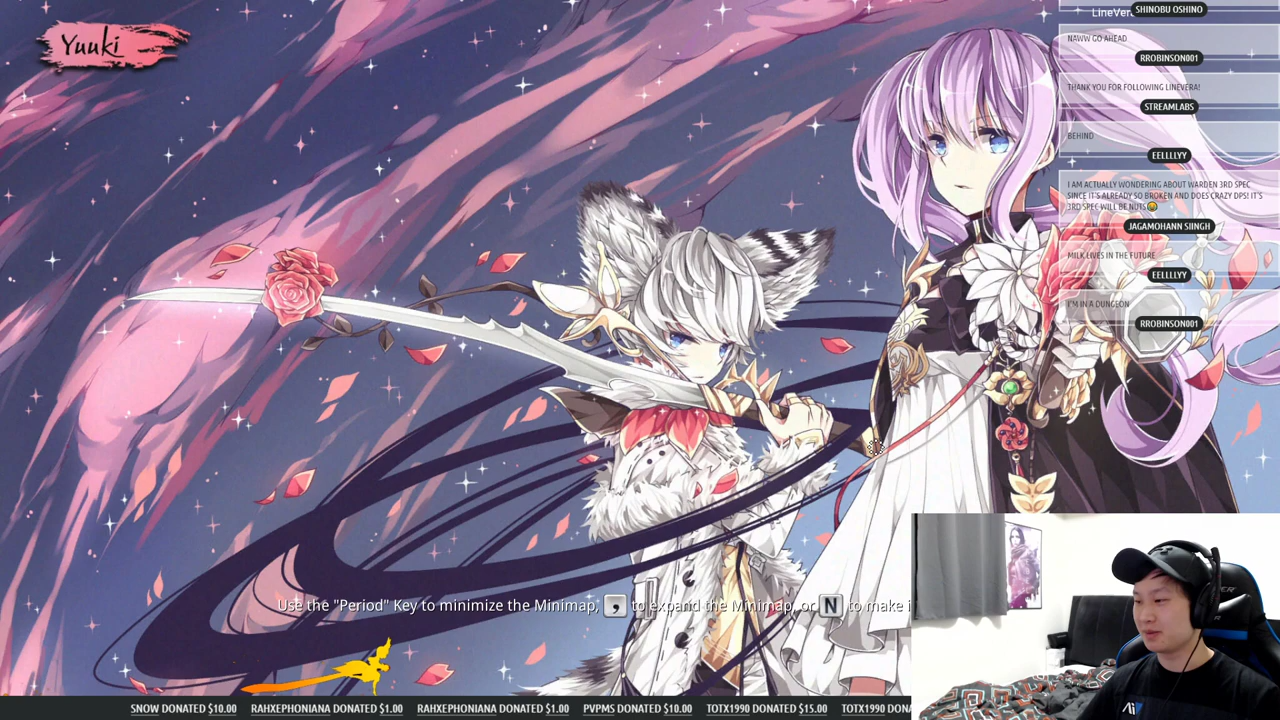 Yuuki
LineVera
SHINOBU OSHINO
NAWW GO AHEAD
RROBINSON001
THANK YOU FOR FOLLOWING LINEVERA!
STREAMLABS
BEHIND
EELLLLYY
I AM ACTUALLY WONDERING ABOUT WARDEN 3RD SPEC
SINCE IT'S ALREADY SO BROKEN AND DOES CRAZY DPS! IT'S
3RD SPEC WILL BE NUTS
JAGAMOHANN SIINGH
MILK LIVES IN THE FUTURE
EELLLLYY
I'M IN A DUNGEON
RROBINSON001
Use the "Period" Key to minimize the Minimap, , to expand the Minimap, or N to make i
SNOW DONATED $10.00 RAHXEPHONIANA DONATED $1.00 RAHXEPHONIANA DONATED $1.00 PVPMS DONATED $10.00 TOTX1990 DONATED $15.00 TOTX1990 DONA